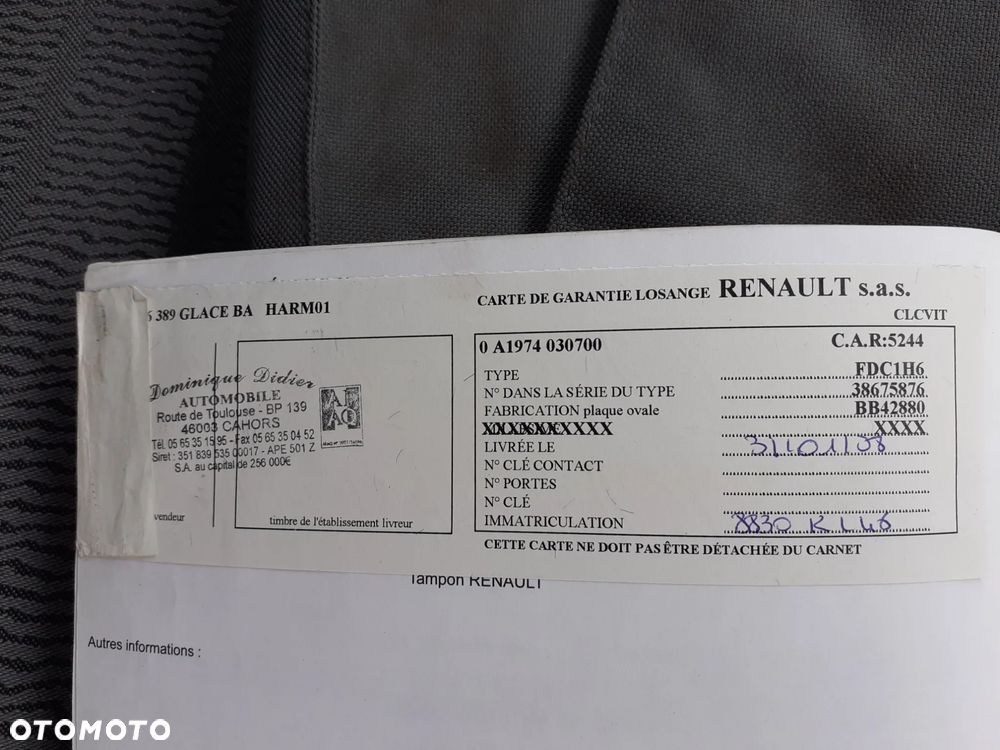 389 GLACE BA HARM01
CARTE DE GARANTIE LOSANGE RENAULT s.a.s.
CLCVIT
Dominique Didier
AUTOMOBILE
Route de Toulouse - BP 139
46003 CAHORS
Tél. 05 65 35 15 95 - Fax 05 65 35 04 52
Siret : 351 839 535 00017 - APE 501 Z
S.A. au capital de 256 000€
vendeur
timbre de l'établissement livreur
0 A1974 030700 C.A.R:5244
TYPE FDC1H6
N° DANS LA SÉRIE DU TYPE 38675876
FABRICATION plaque ovale BB42880
XXXXXXXXXX XXXX
LIVRÉE LE 31/01/08
N° CLÉ CONTACT
N° PORTES
N° CLÉ
IMMATRICULATION 8830 KL 46
CETTE CARTE NE DOIT PAS ÊTRE DÉTACHÉE DU CARNET
Tampon RENAULT
Autres informations :
OTOMOTO